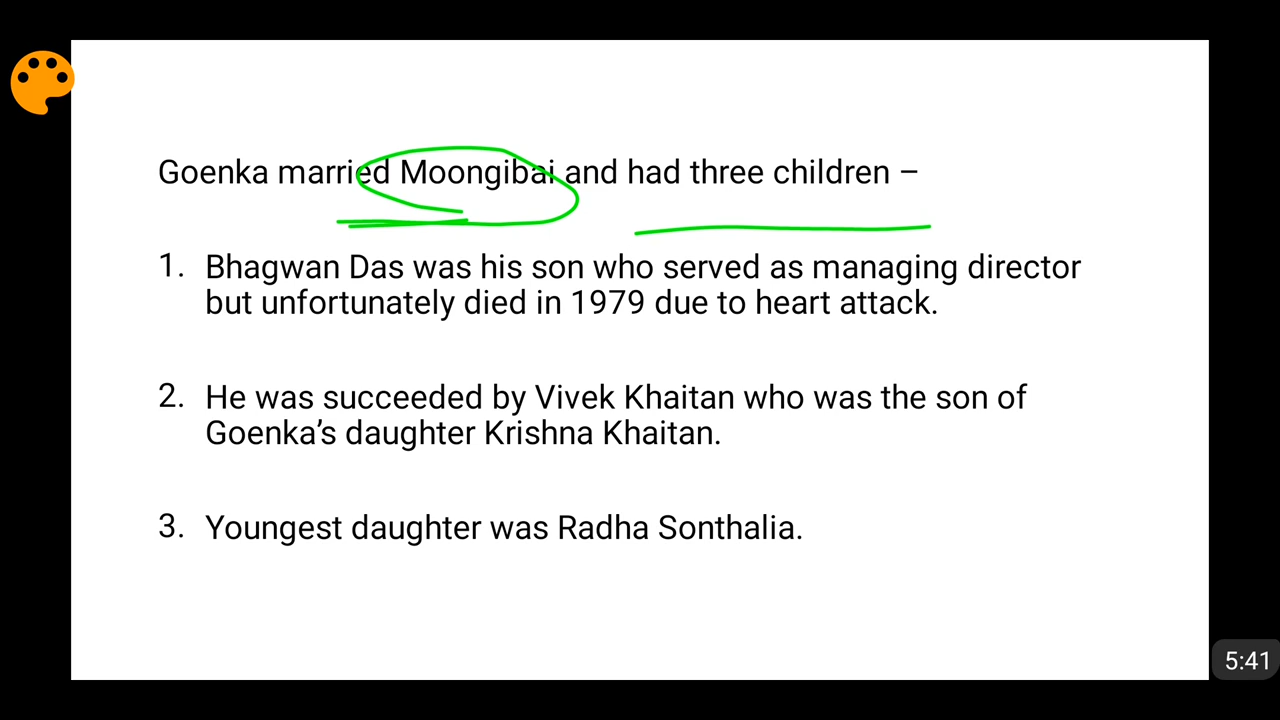 Goenka married Moongibai and had three children –
1. Bhagwan Das was his son who served as managing director
but unfortunately died in 1979 due to heart attack.
2. He was succeeded by Vivek Khaitan who was the son of
Goenka’s daughter Krishna Khaitan.
3. Youngest daughter was Radha Sonthalia.
5:41